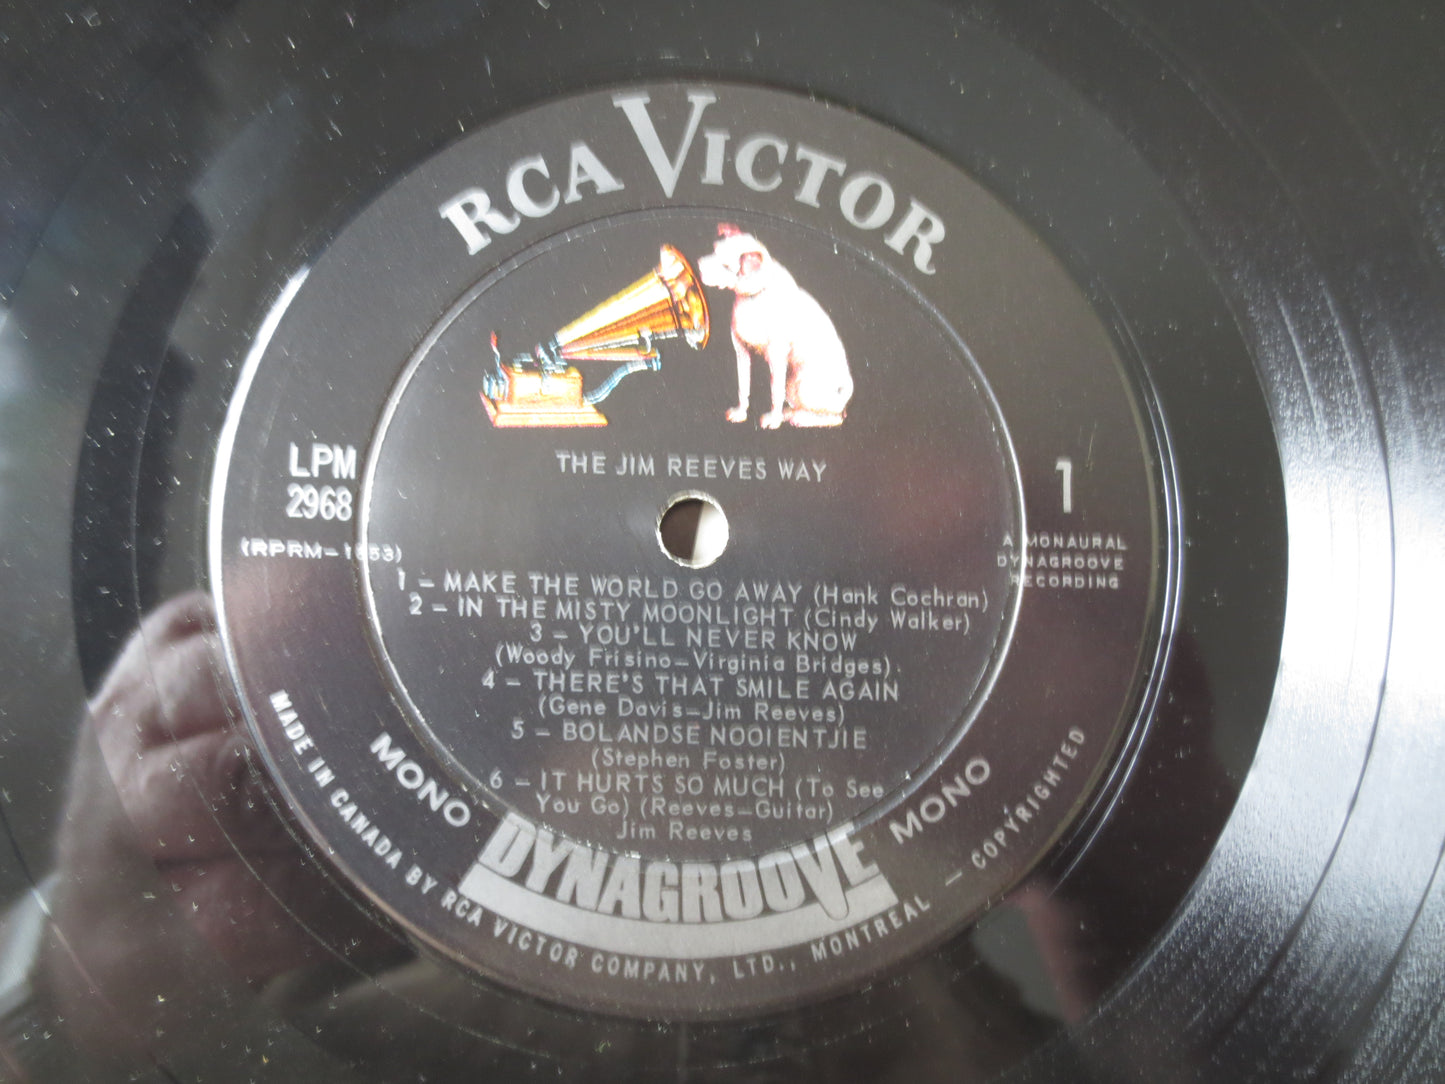 RCA VICTOR
THE JIM REEVES WAY
LPM
2968
1
A MONAURAL
DYNAGROOVE
RECORDING
1 – MAKE THE WORLD GO AWAY (Hank Cochran)
2 – IN THE MISTY MOONLIGHT (Cindy Walker)
3 – YOU'LL NEVER KNOW
(Woody Frisino–Virginia Bridges)
4 – THERE'S THAT SMILE AGAIN
(Gene Davis–Jim Reeves)
5 – BOLANDSE NOOIENTJIE
(Stephen Foster)
6 – IT HURTS SO MUCH (To See
You Go) (Reeves–Guitar)
Jim Reeves
MONO
DYNAGROOVE
MONO
MADE IN CANADA BY RCA VICTOR COMPANY, LTD., MONTREAL – COPYRIGHTED